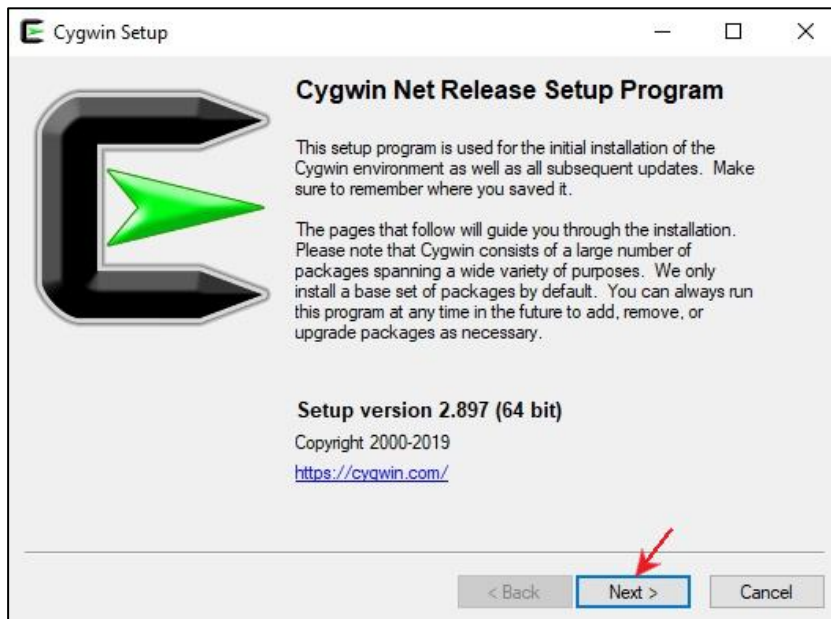 Cygwin Setup
Cygwin Net Release Setup Program
This setup program is used for the initial installation of the
Cygwin environment as well as all subsequent updates.  Make
sure to remember where you saved it.
The pages that follow will guide you through the installation.
Please note that Cygwin consists of a large number of
packages spanning a wide variety of purposes.  We only
install a base set of packages by default.  You can always run
this program at any time in the future to add, remove, or
upgrade packages as necessary.
Setup version 2.897 (64 bit)
Copyright 2000-2019
https://cygwin.com/
< Back
Next >
Cancel